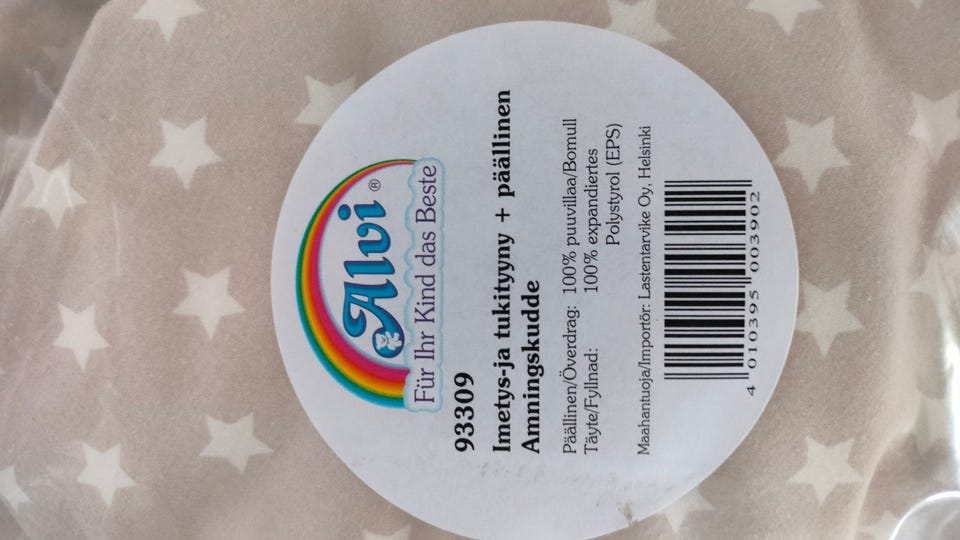 Alvi ®
Für Ihr Kind das Beste
93309
Imetys-ja tukityyny + päällinen
Amningskudde
Päällinen/Överdrag: 100% puuvillaa/Bomull
Täyte/Fyllnad: 100% expandiertes
Polystyrol (EPS)
Maahantuoja/Importör: Lastentarvike Oy, Helsinki
4 010395 003902